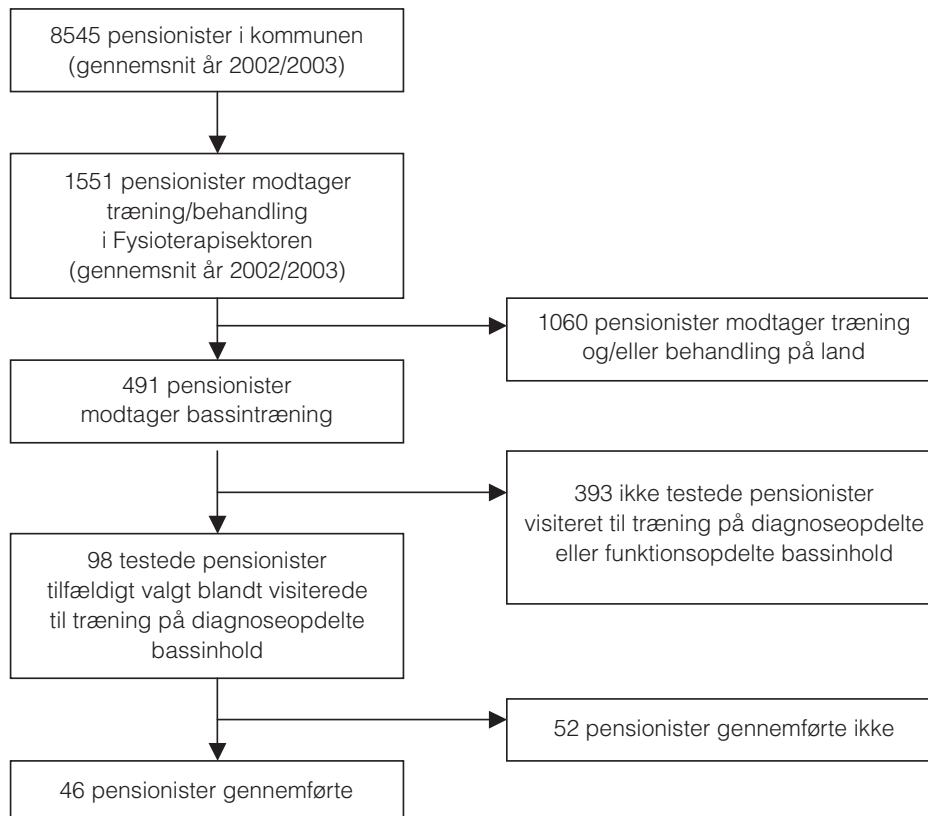 8545 pensionister i kommunen
(gennemsnit år 2002/2003)
1551 pensionister modtager
træning/behandling
i Fysioterapisektoren
(gennemsnit år 2002/2003)
1060 pensionister modtager træning
og/eller behandling på land
491 pensionister
modtager bassintræning
393 ikke testede pensionister
visiteret til træning på diagnoseopdelte
eller funktionsopdelte bassinhold
98 testede pensionister
tilfældigt valgt blandt visiterede
til træning på diagnoseopdelte
bassinhold
52 pensionister gennemførte ikke
46 pensionister gennemførte